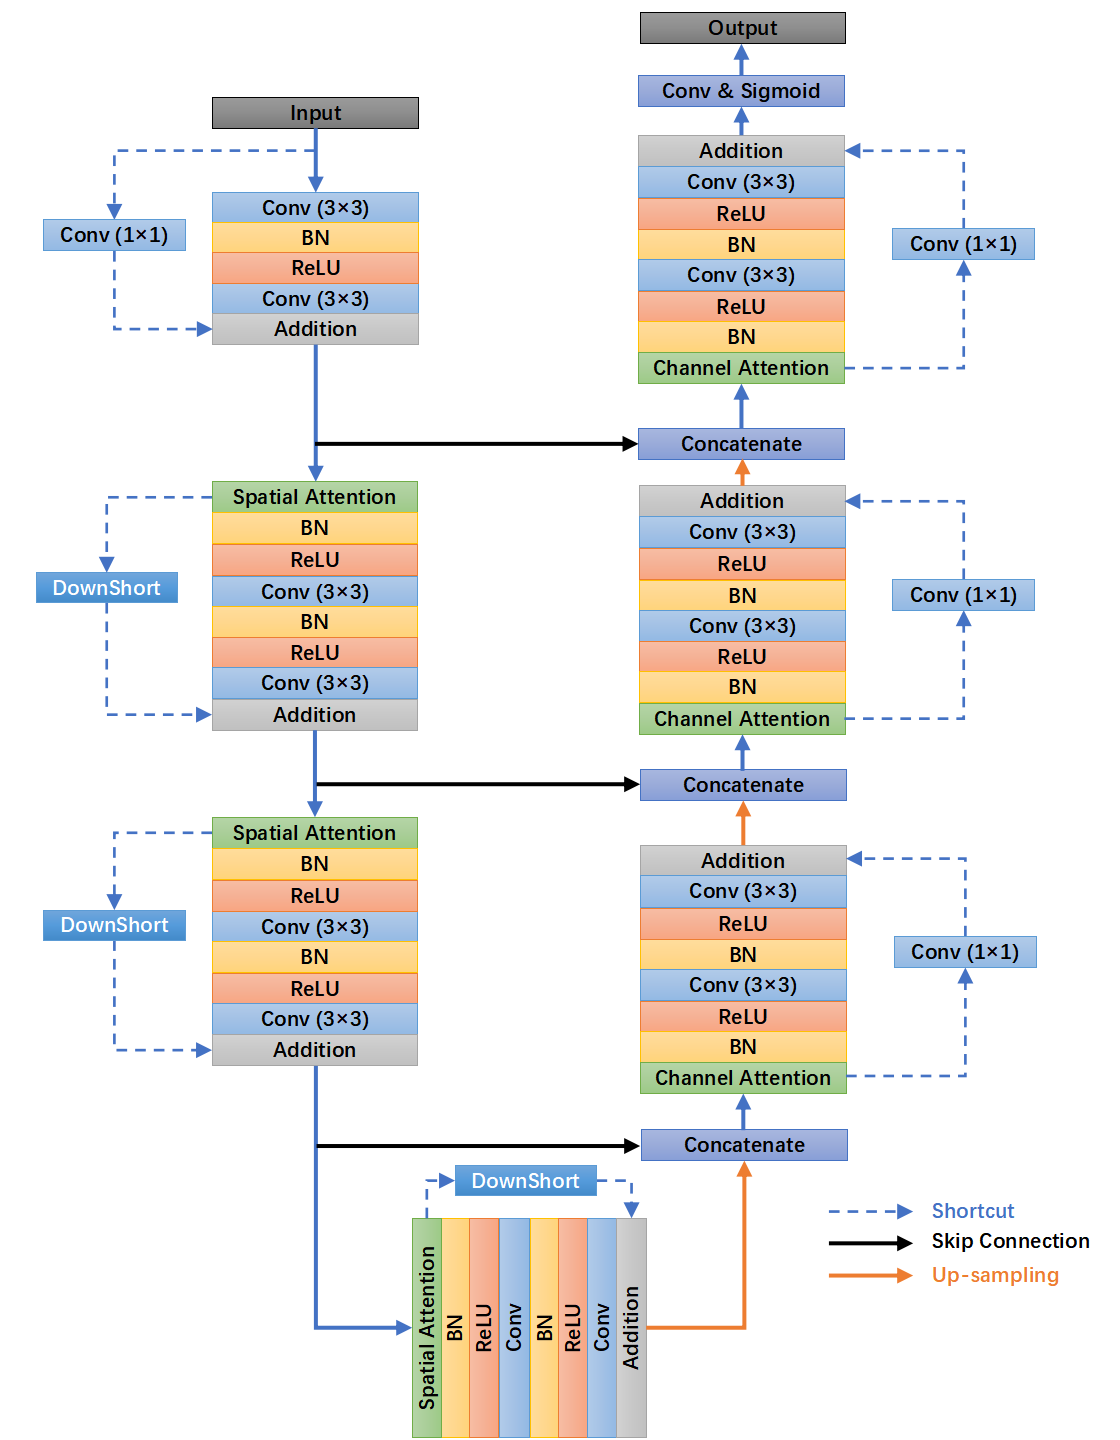 Input
Conv (3×3)
BN
ReLU
Conv (3×3)
Addition
Conv (1×1)
Spatial Attention
BN
ReLU
Conv (3×3)
BN
ReLU
Conv (3×3)
Addition
DownShort
Spatial Attention
BN
ReLU
Conv (3×3)
BN
ReLU
Conv (3×3)
Addition
DownShort
DownShort
Spatial Attention
BN
ReLU
Conv
BN
ReLU
Conv
Addition
Output
Conv & Sigmoid
Addition
Conv (3×3)
ReLU
BN
Conv (3×3)
ReLU
BN
Channel Attention
Conv (1×1)
Concatenate
Addition
Conv (3×3)
ReLU
BN
Conv (3×3)
ReLU
BN
Channel Attention
Conv (1×1)
Concatenate
Addition
Conv (3×3)
ReLU
BN
Conv (3×3)
ReLU
BN
Channel Attention
Conv (1×1)
Concatenate
Shortcut
Skip Connection
Up-sampling